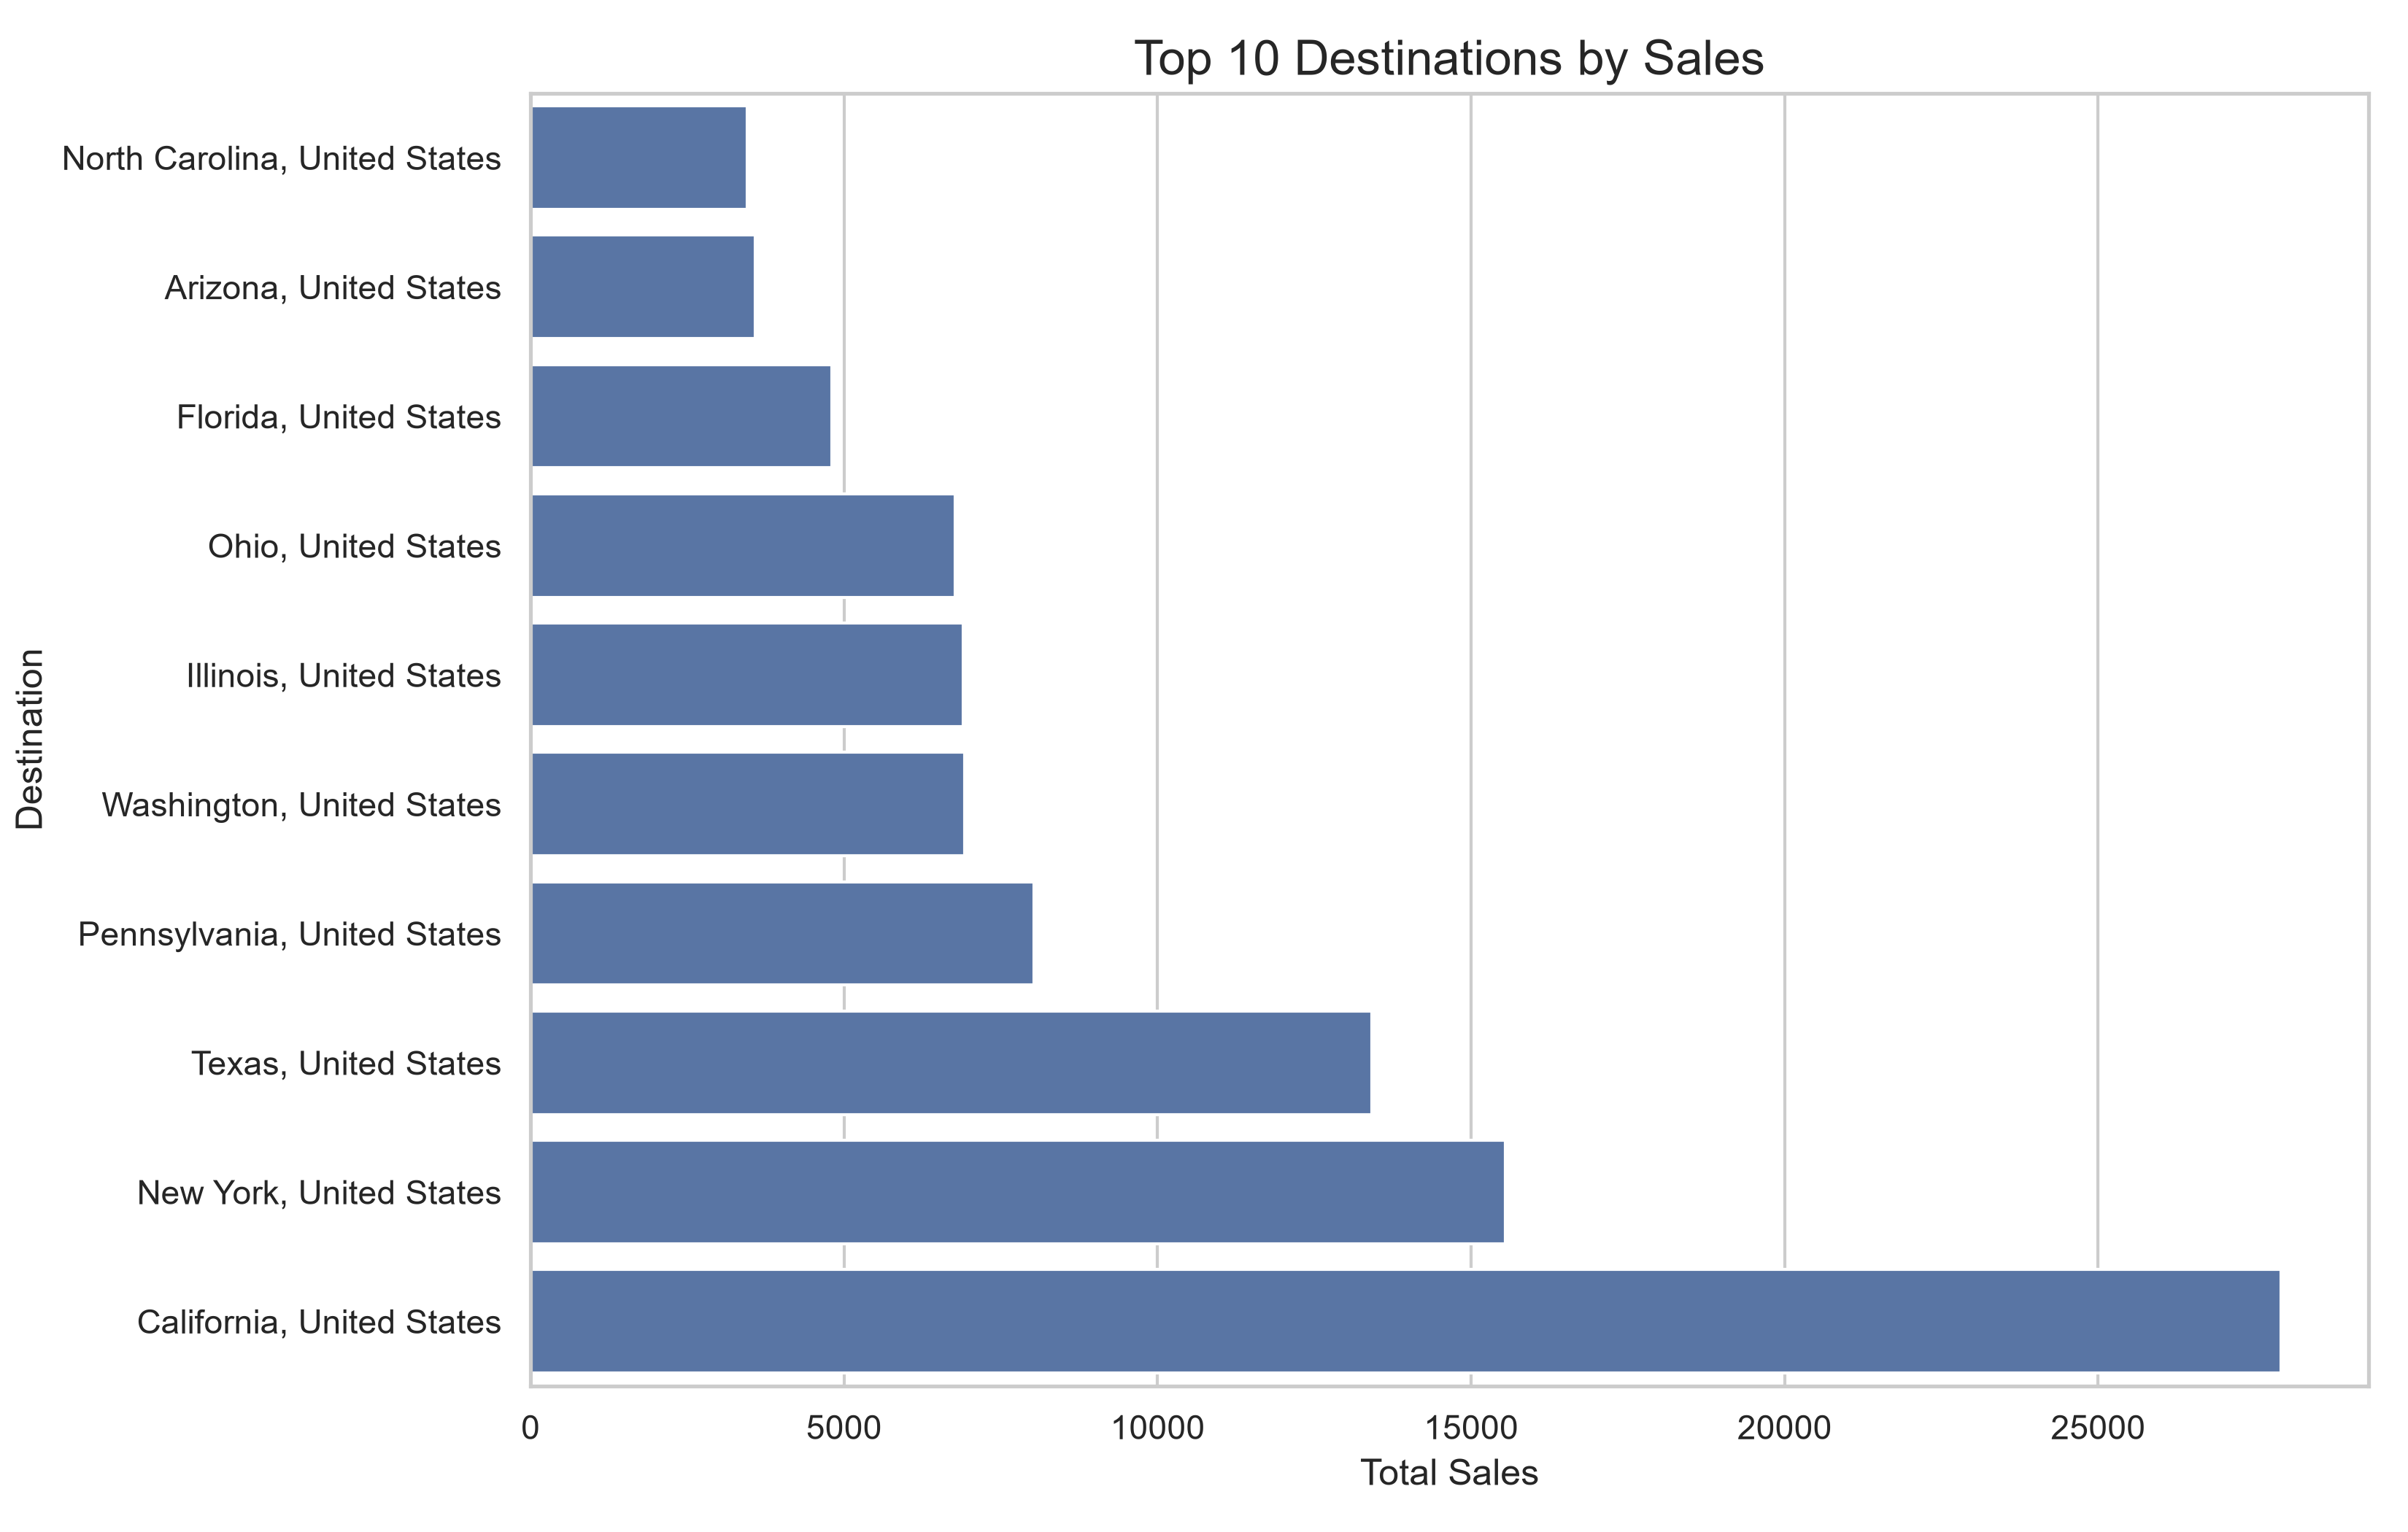 Top 10 Destinations by Sales
North Carolina, United States
Arizona, United States
Florida, United States
Ohio, United States
Illinois, United States
Washington, United States
Pennsylvania, United States
Texas, United States
New York, United States
California, United States
Destination
0 5000 10000 15000 20000 25000
Total Sales